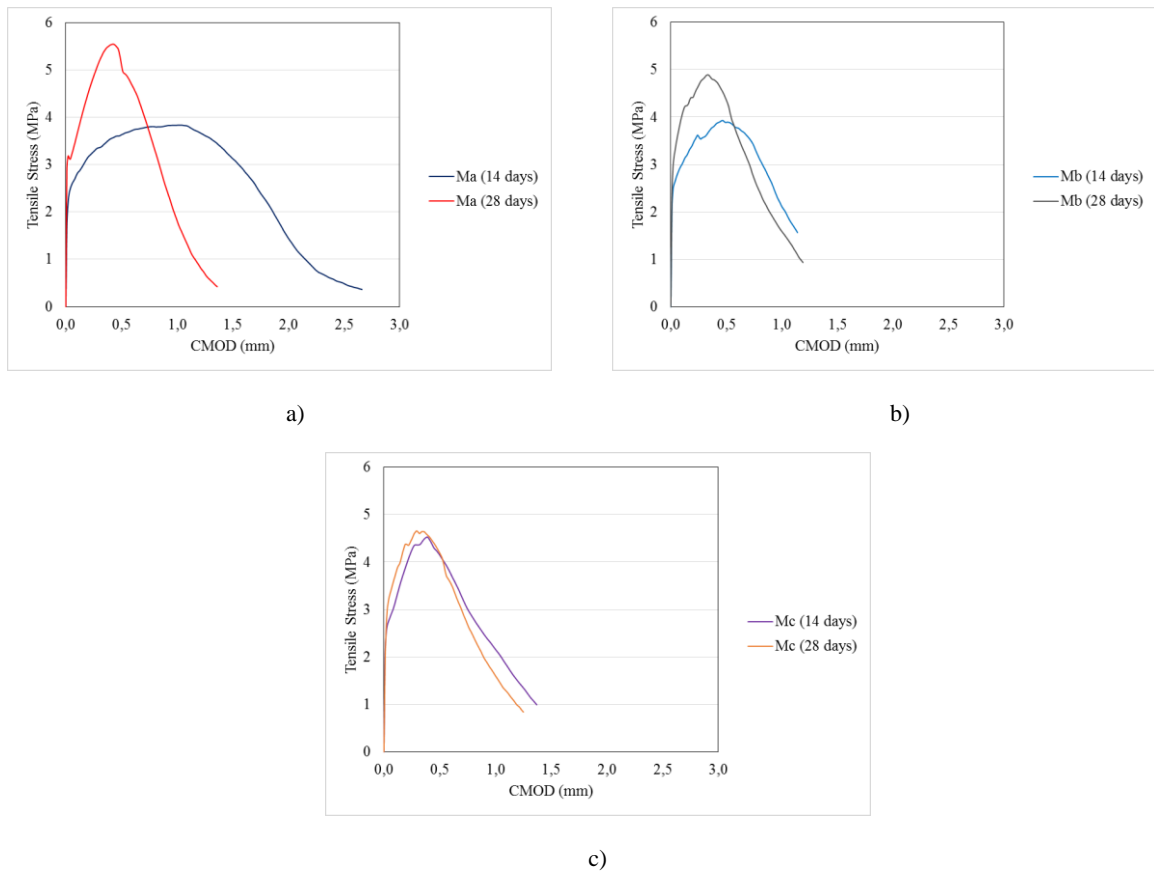 6
5
4
3
2
1
0
Tensile Stress (MPa)
0,0 0,5 1,0 1,5 2,0 2,5 3,0
CMOD (mm)
Ma (14 days)
Ma (28 days)
a)
6
5
4
3
2
1
0
Tensile Stress (MPa)
0,0 0,5 1,0 1,5 2,0 2,5 3,0
CMOD (mm)
Mb (14 days)
Mb (28 days)
b)
6
5
4
3
2
1
0
Tensile Stress (MPa)
0,0 0,5 1,0 1,5 2,0 2,5 3,0
CMOD (mm)
Mc (14 days)
Mc (28 days)
c)